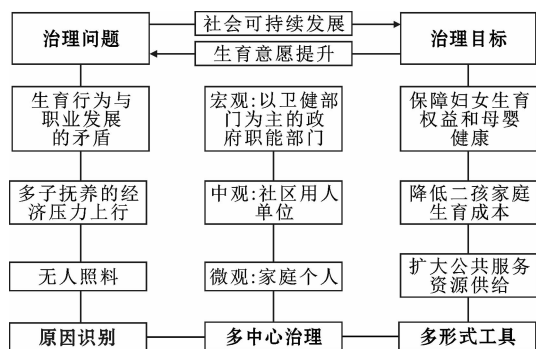 治理问题
社会可持续发展
生育意愿提升
治理目标
生育行为与
职业发展
的矛盾
宏观:以卫健部
门为主的政
府职能部门
保障妇女生育
权益和母婴
健康
多子抚养的经
济压力上行
中观:社区用人
单位
降低二孩家庭
生育成本
无人照料
微观:家庭个人
扩大公共服务
资源供给
原因识别
多中心治理
多形式工具